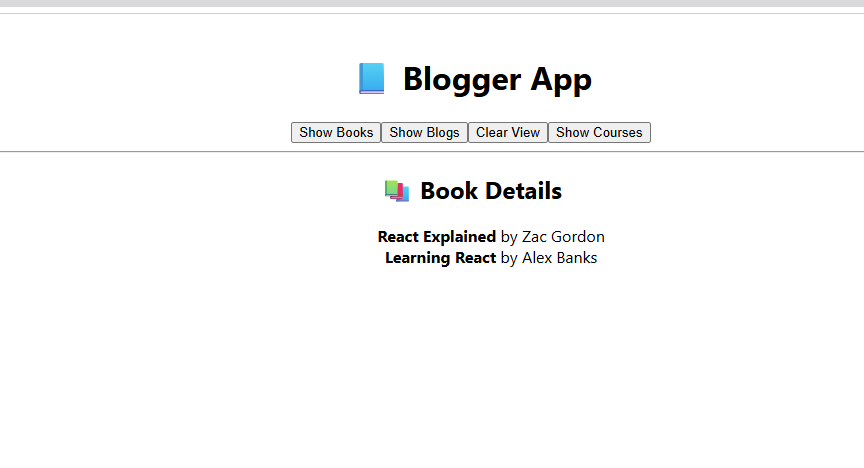 📘 Blogger App
Show Books Show Blogs Clear View Show Courses
📚 Book Details
React Explained by Zac Gordon
Learning React by Alex Banks